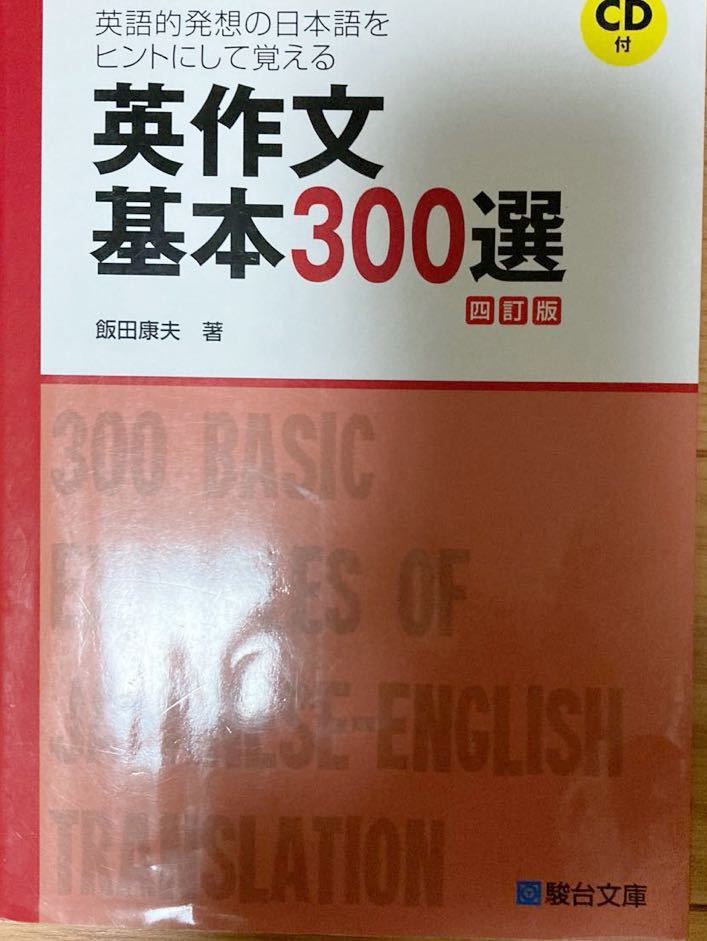 英語的発想の日本語を
ヒントにして覚える
CD
付
英作文
基本300選
四訂版
飯田康夫 著
300 BASIC
OF
JAPANESE-ENGLISH
TRANSLATION
駿台文庫